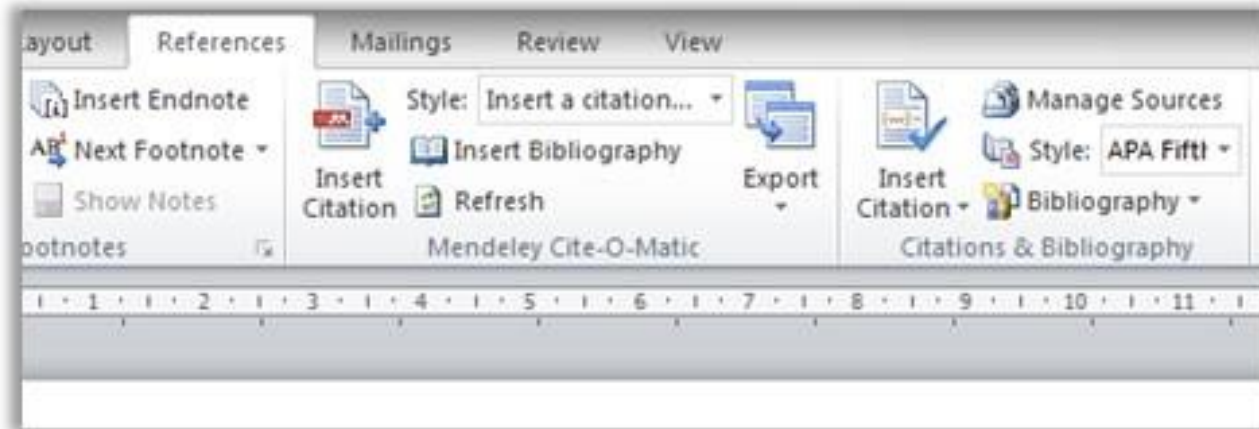 ayout References Mailings Review View
Insert Endnote
Next Footnote
Show Notes
ootnotes
Insert Citation
Style: Insert a citation...
Insert Bibliography
Refresh
Export
Mendeley Cite-O-Matic
Insert Citation
Manage Sources
Style: APA Fiftl
Bibliography
Citations & Bibliography
1 2 3 4 5 6 7 8 9 10 11